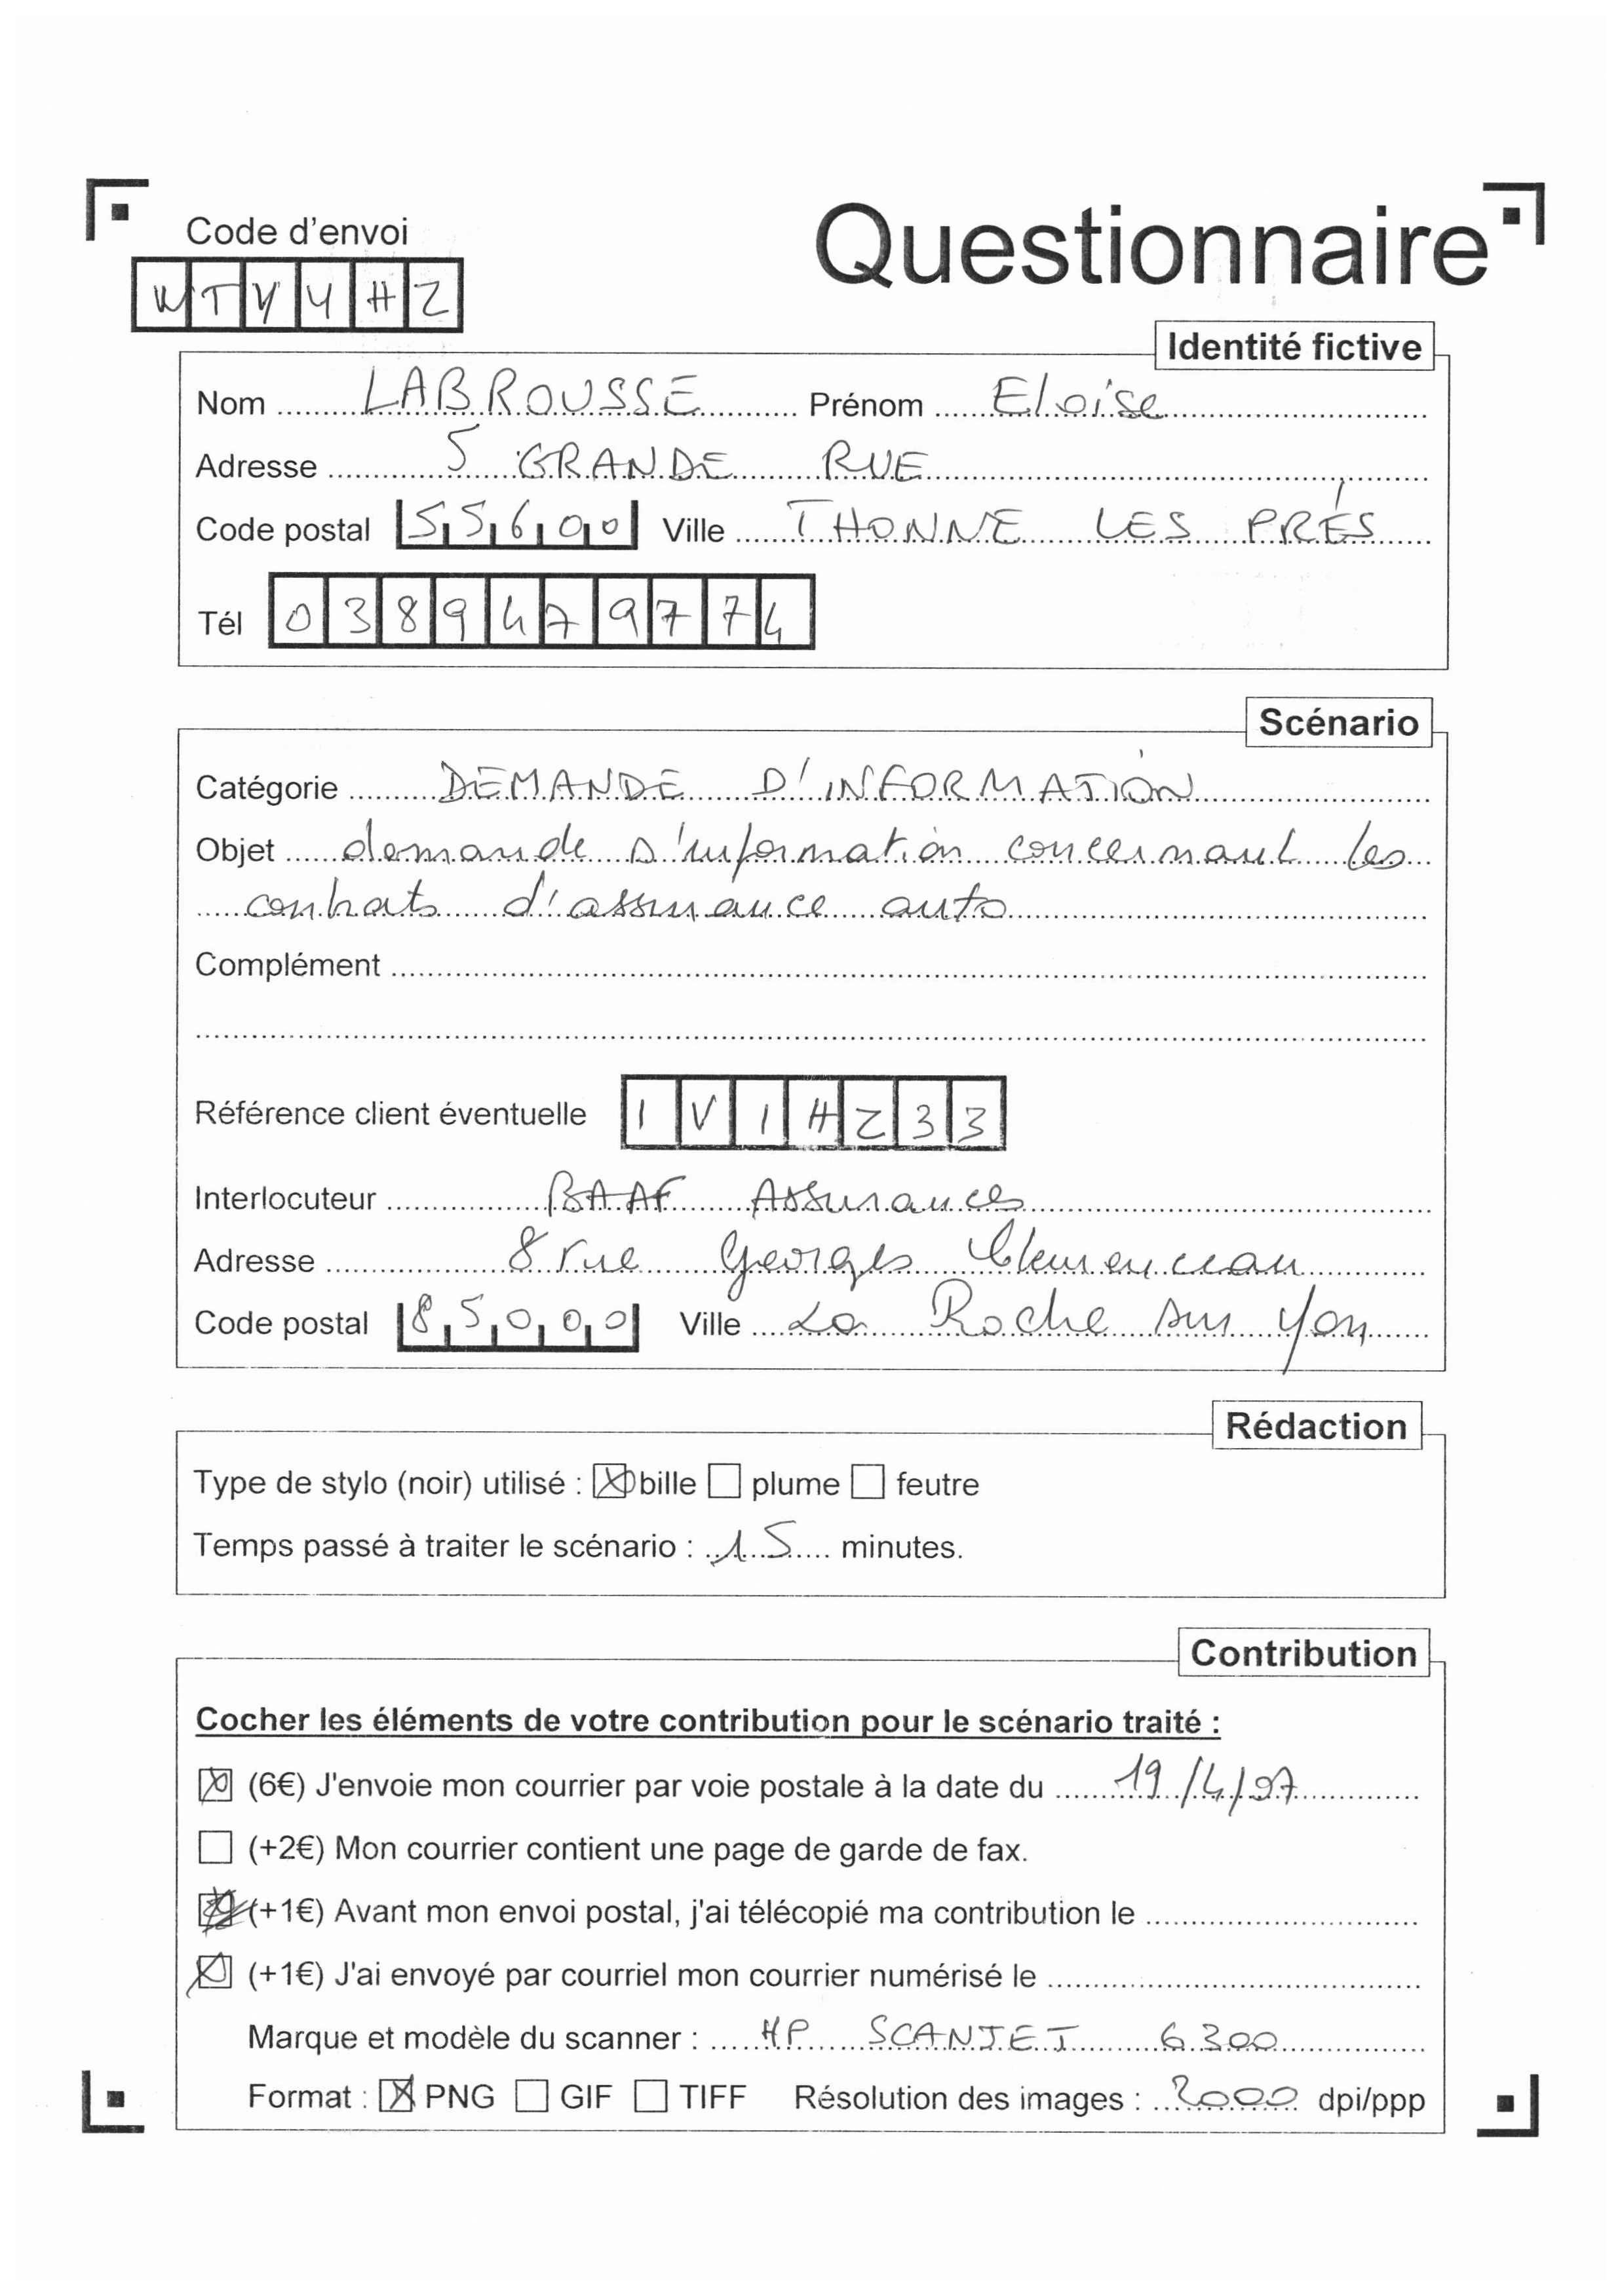 Code d'envoi
Questionnaire
W T Y Y H Z
Identité fictive
Nom LABROUSSE Prénom Eloïse
Adresse 5 GRANDE RUE
Code postal 55600 Ville THONNE LES PRÉS
Tél 0389479774
Scénario
Catégorie DEMANDE D'INFORMATION
Objet demande d'information concernant les
contrats d'assurance auto
Complément
Référence client éventuelle 1 V 1 H Z 3 3
Interlocuteur BAAF Assurances
Adresse 8 rue Georges Clemenceau
Code postal 85000 Ville La Roche sur Yon
Rédaction
Type de stylo (noir) utilisé : bille plume feutre
Temps passé à traiter le scénario : 15 minutes.
Contribution
Cocher les éléments de votre contribution pour le scénario traité :
(6€) J'envoie mon courrier par voie postale à la date du 19/4/07
(+2€) Mon courrier contient une page de garde de fax.
(+1€) Avant mon envoi postal, j'ai télécopié ma contribution le
(+1€) J'ai envoyé par courriel mon courrier numérisé le
Marque et modèle du scanner : HP SCANJET 6300
Format : PNG GIF TIFF Résolution des images : 2000 dpi/ppp